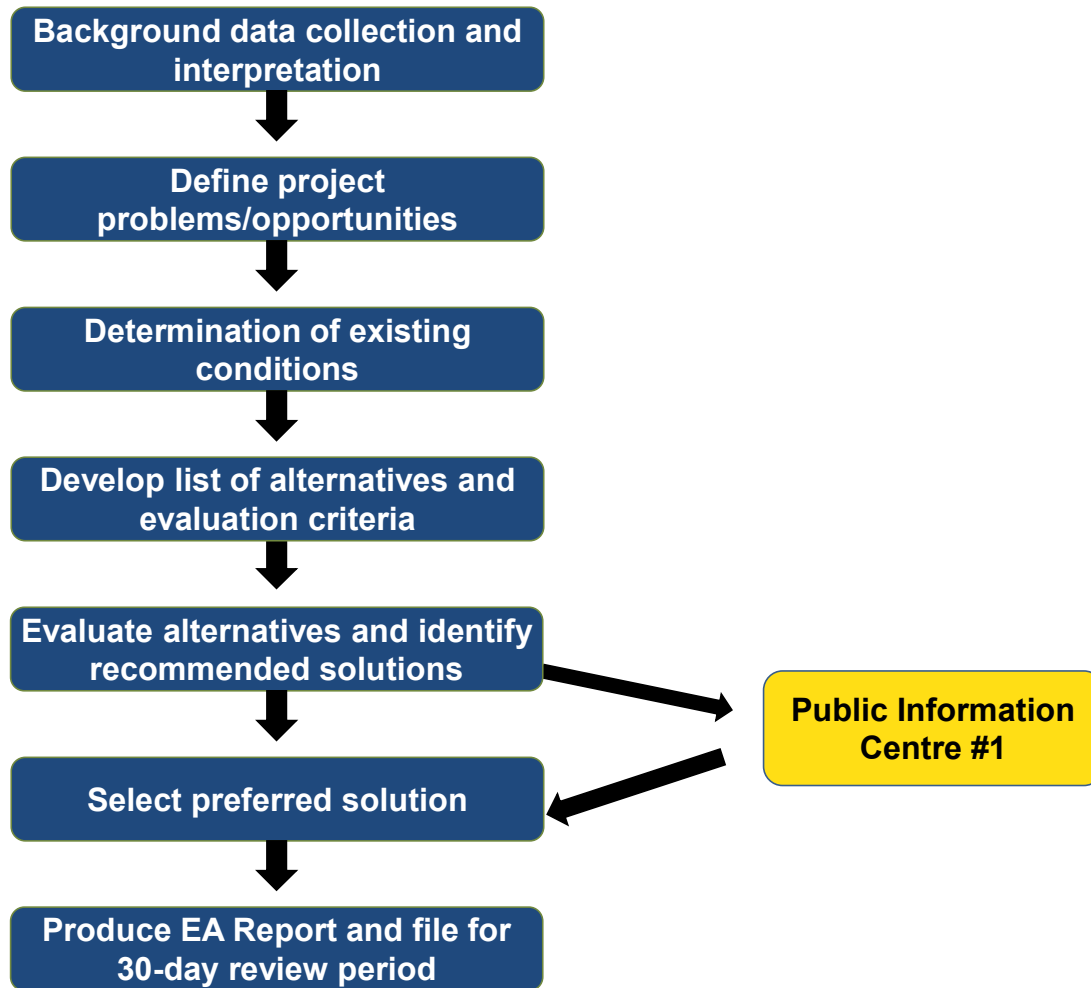 Background data collection and
interpretation
Define project
problems/opportunities
Determination of existing
conditions
Develop list of alternatives and
evaluation criteria
Evaluate alternatives and identify
recommended solutions
Public Information
Centre #1
Select preferred solution
Produce EA Report and file for
30-day review period